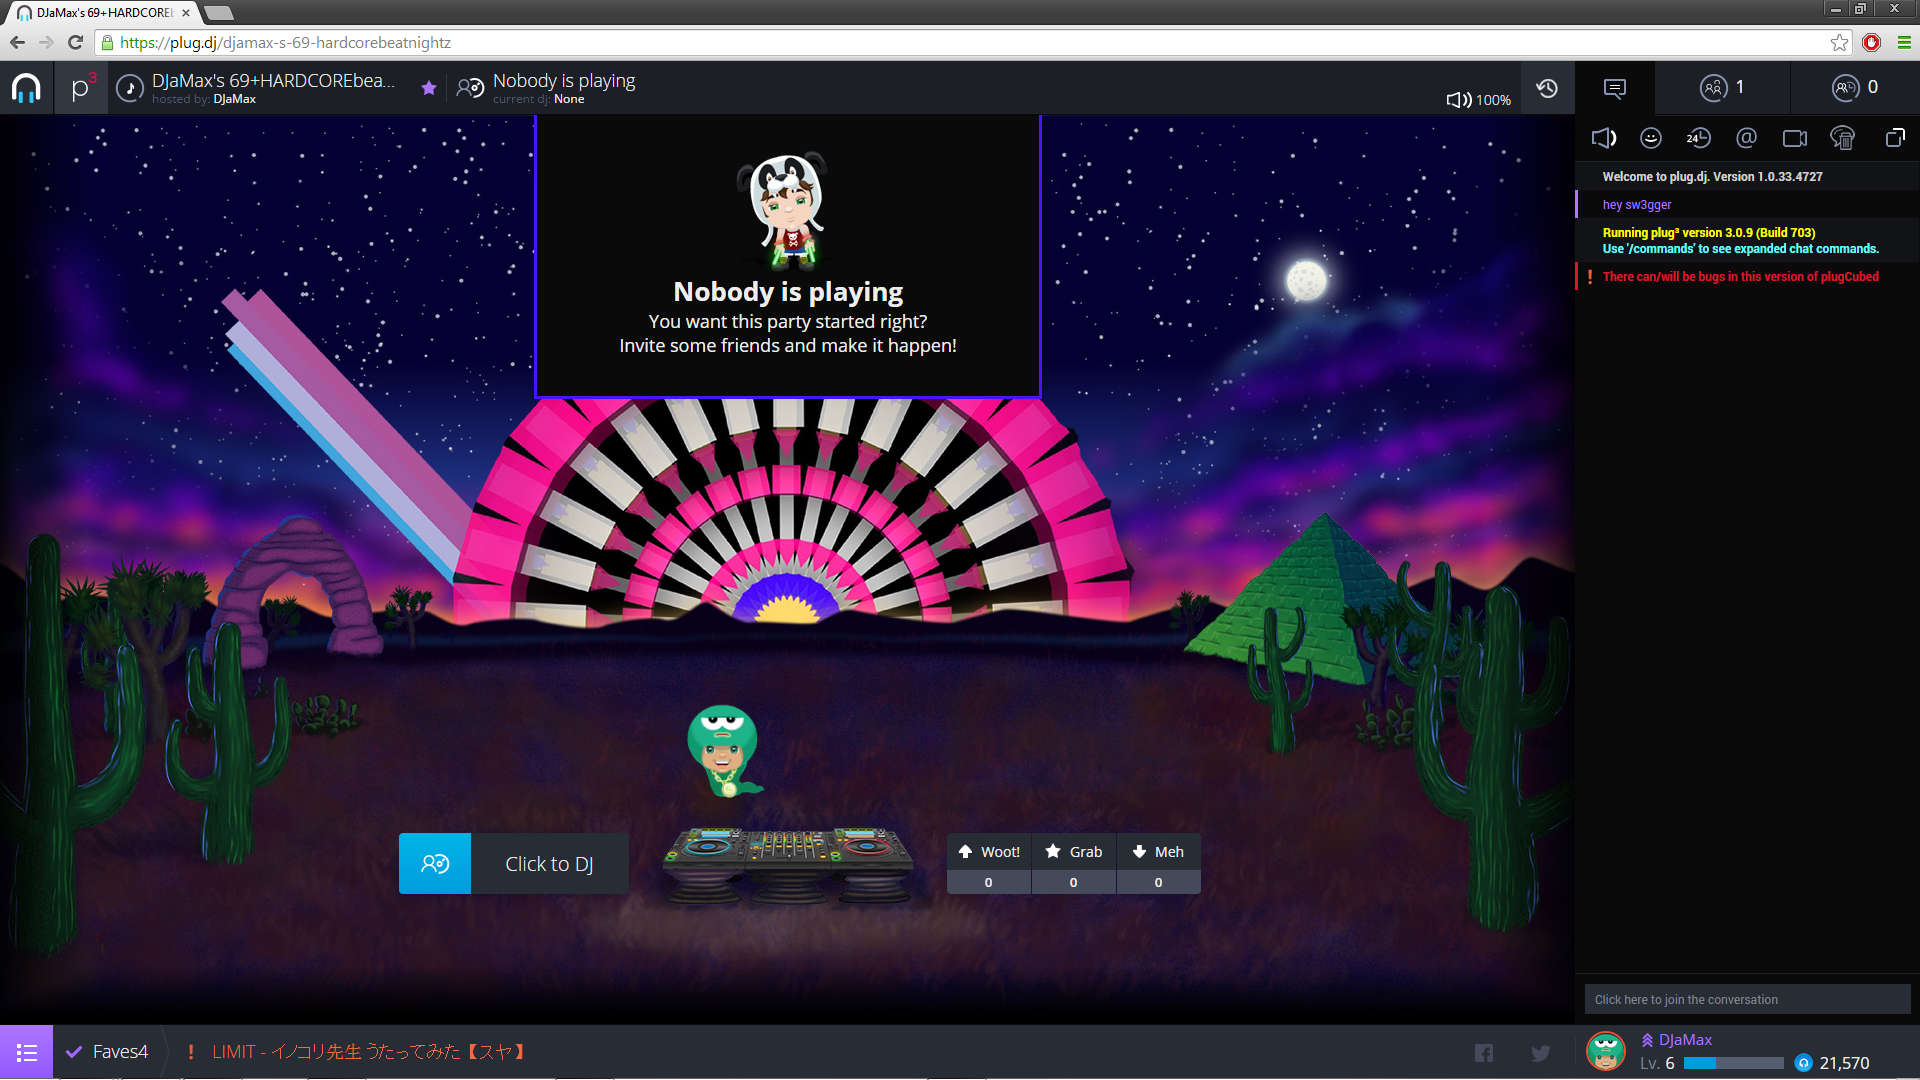 DJaMax's 69+HARDCOREb
https://plug.dj/djamax-s-69-hardcorebeatnightz
p3
DJaMax's 69+HARDCOREbea...
hosted by: DJaMax
Nobody is playing
current dj: None
100%
1
0
24
@
Nobody is playing
You want this party started right?
Invite some friends and make it happen!
Welcome to plug.dj. Version 1.0.33.4727
hey sw3gger
Running plug³ version 3.0.9 (Build 703)
Use '/commands' to see expanded chat commands.
! There can/will be bugs in this version of plugCubed
Click to DJ
Woot!
0
Grab
0
Meh
0
Click here to join the conversation
Faves4
! LIMIT - イノコリ先生 うたってみた【スヤ】
DJaMax
Lv. 6
21,570